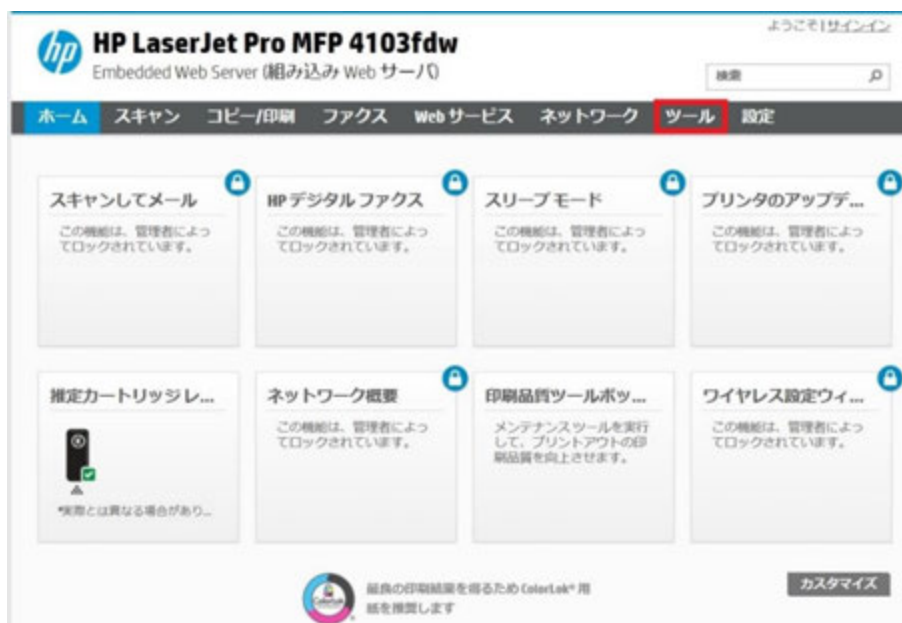 ようこそ | サインイン
hp
HP LaserJet Pro MFP 4103fdw
Embedded Web Server (組み込み Web サーバ)
検索
ホーム スキャン コピー/印刷 ファクス Web サービス ネットワーク ツール 設定
スキャンしてメール
この機能は、管理者によっ
てロックされています。
HP デジタル ファクス
この機能は、管理者によっ
てロックされています。
スリープ モード
この機能は、管理者によっ
てロックされています。
プリンタのアップデ...
この機能は、管理者によっ
てロックされています。
推定カートリッジ レ...
*実際とは異なる場合があり...
ネットワーク概要
この機能は、管理者によっ
てロックされています。
印刷品質ツールボッ...
メンテナンス ツールを実行
して、プリントアウトの印
刷品質を向上させます。
ワイヤレス設定ウィ...
この機能は、管理者によっ
てロックされています。
ColorLok
最良の印刷結果を得るため ColorLok® 用
紙を推奨します
カスタマイズ